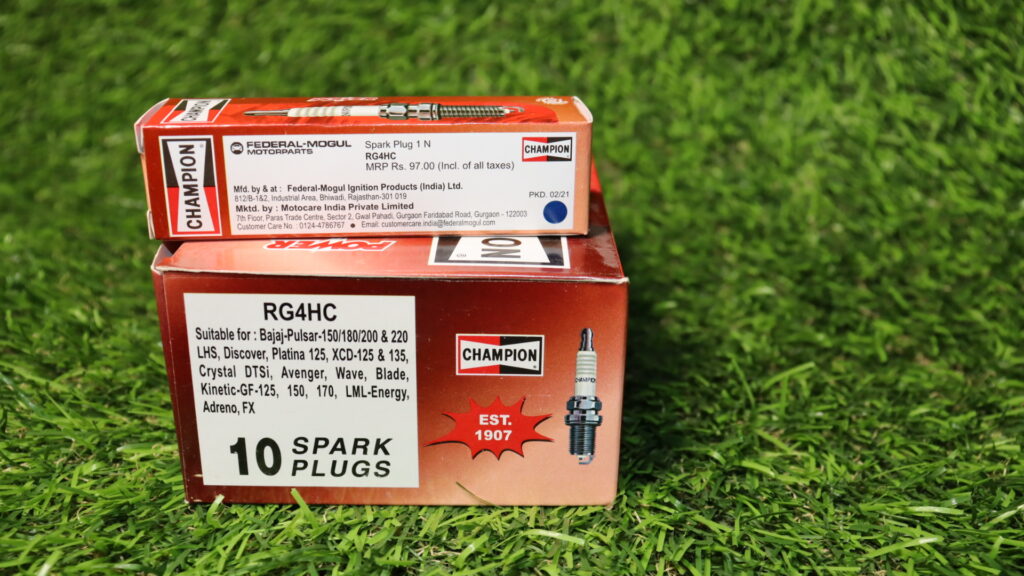 CHAMPION
CHAMPION
FEDERAL-MOGUL
MOTORPARTS
Spark Plug 1 N
RG4HC
MRP Rs. 97.00 (Incl. of all taxes)
CHAMPION
Mfd. by & at : Federal-Mogul Ignition Products (India) Ltd.
812/B-1&2, Industrial Area, Bhiwadi, Rajasthan-301 019
PKD. 02/21
Mktd. by : Motocare India Private Limited
7th Floor, Paras Trade Centre, Sector 2, Gwal Pahadi, Gurgaon Faridabad Road, Gurgaon - 122003
Customer Care No. : 0124-4786767 ● Email: customercare.india@federalmogul.com
POWER
ON
RG4HC
Suitable for : Bajaj-Pulsar-150/180/200 & 220
LHS, Discover, Platina 125, XCD-125 & 135,
Crystal DTSi, Avenger, Wave, Blade,
Kinetic-GF-125, 150, 170, LML-Energy,
Adreno, FX
10 SPARK
PLUGS
CHAMPION
CHAMPION
EST.
1907